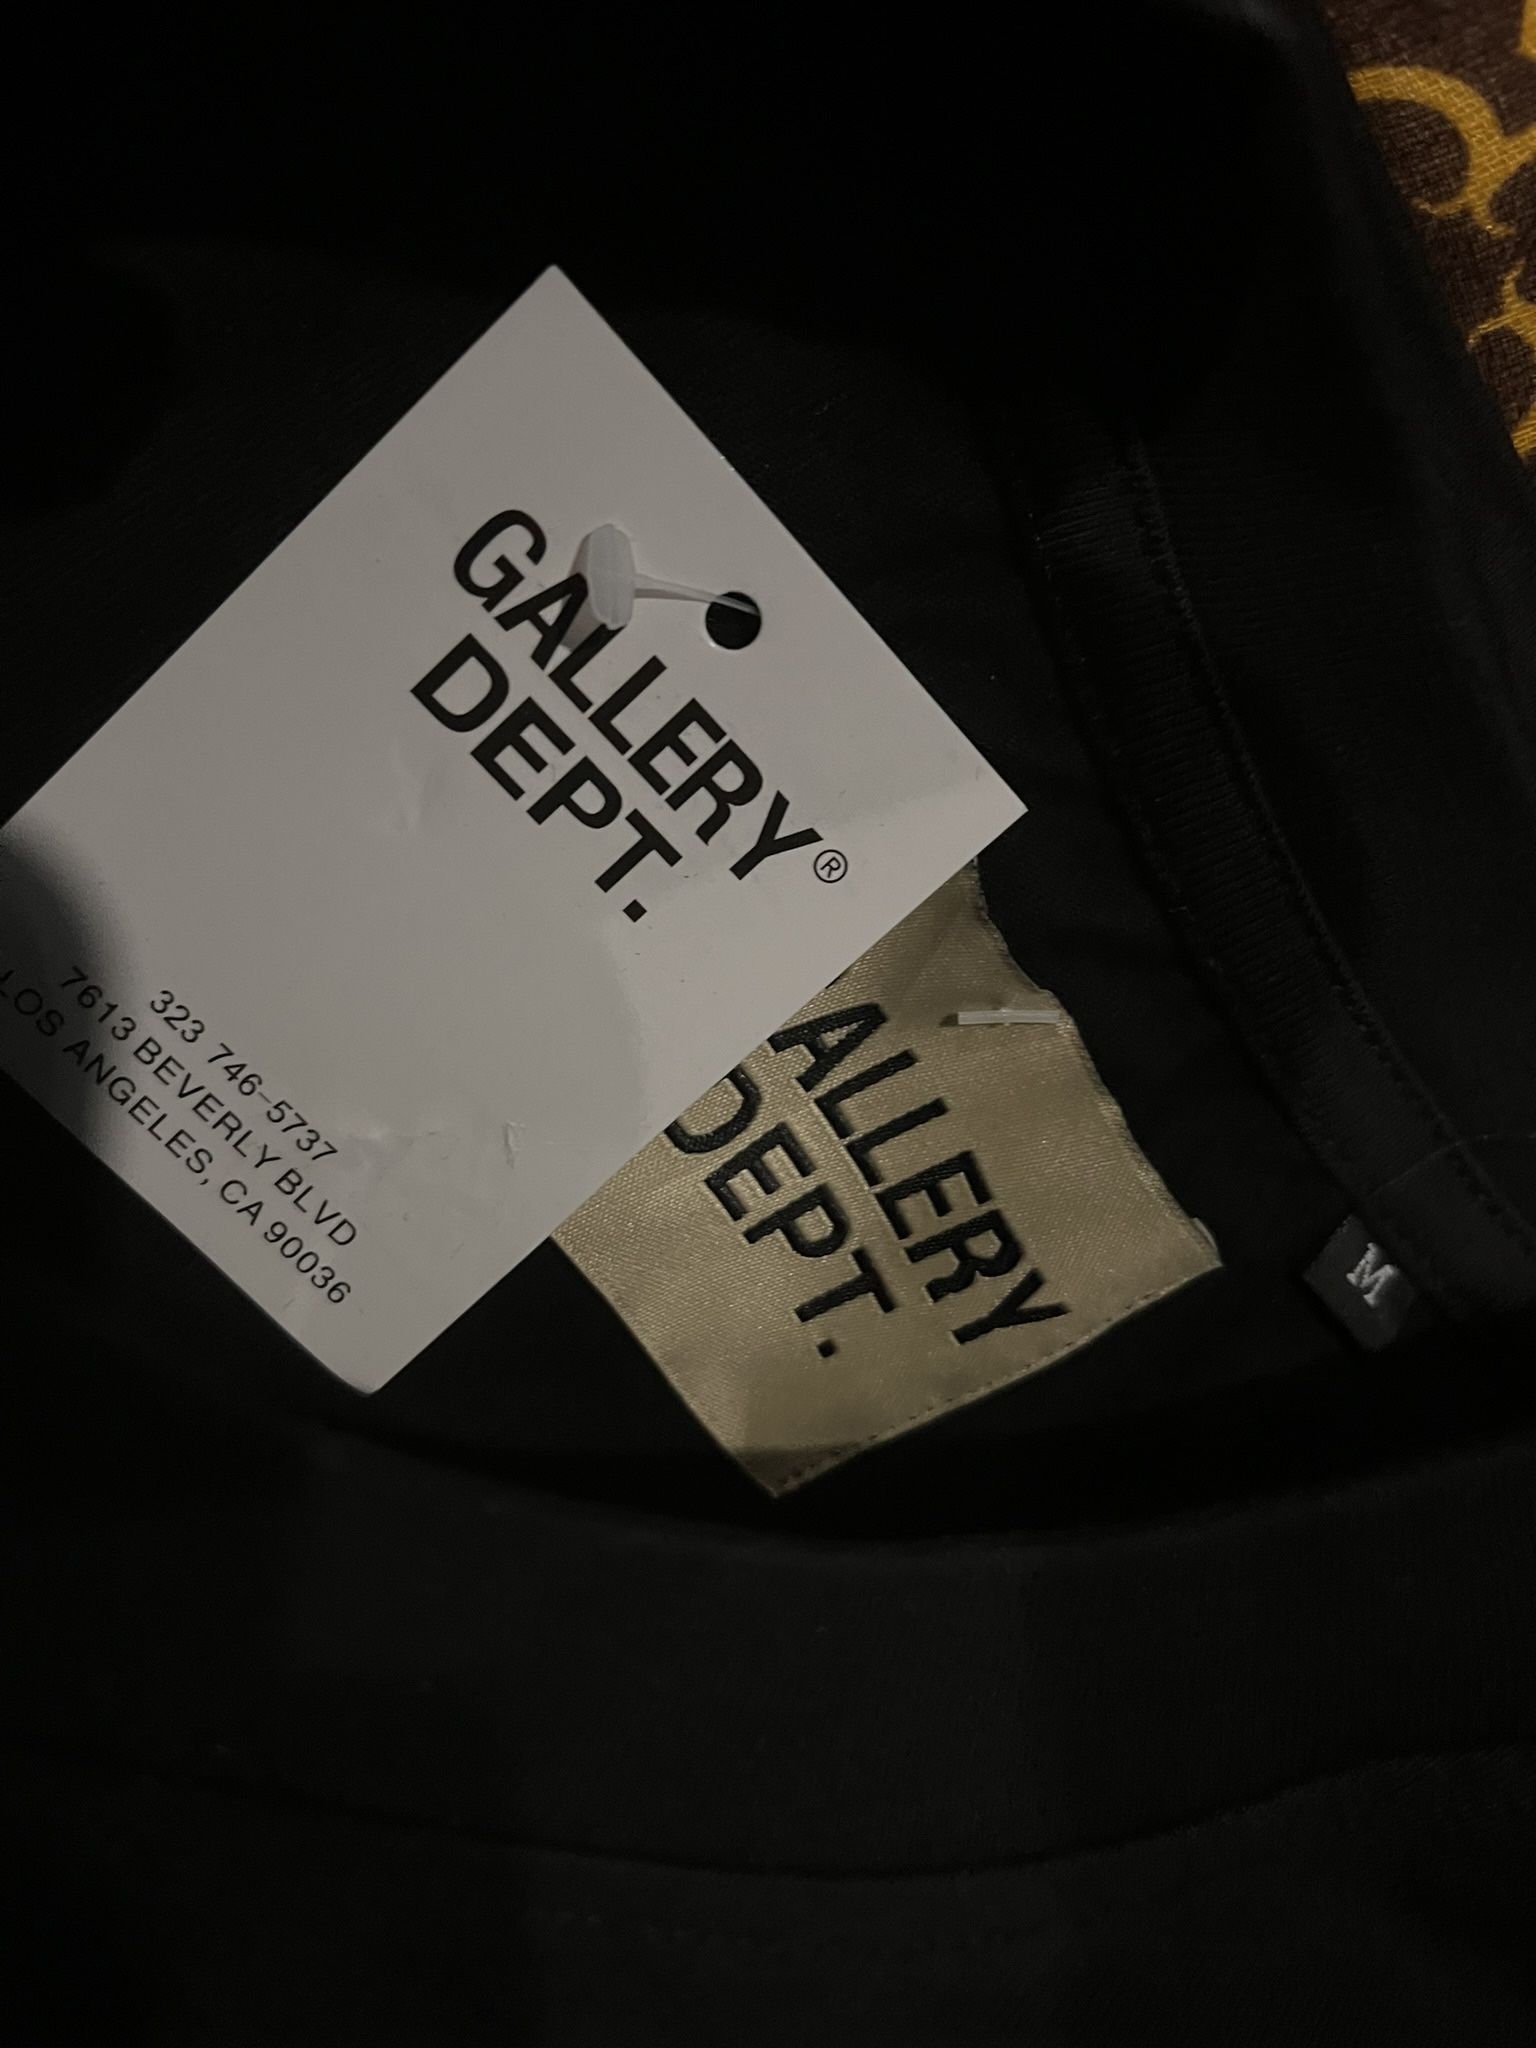 GALLERY®
DEPT.
323 746-5737
7613 BEVERLY BLVD
LOS ANGELES, CA 90036
ALLERY
DEPT.
M